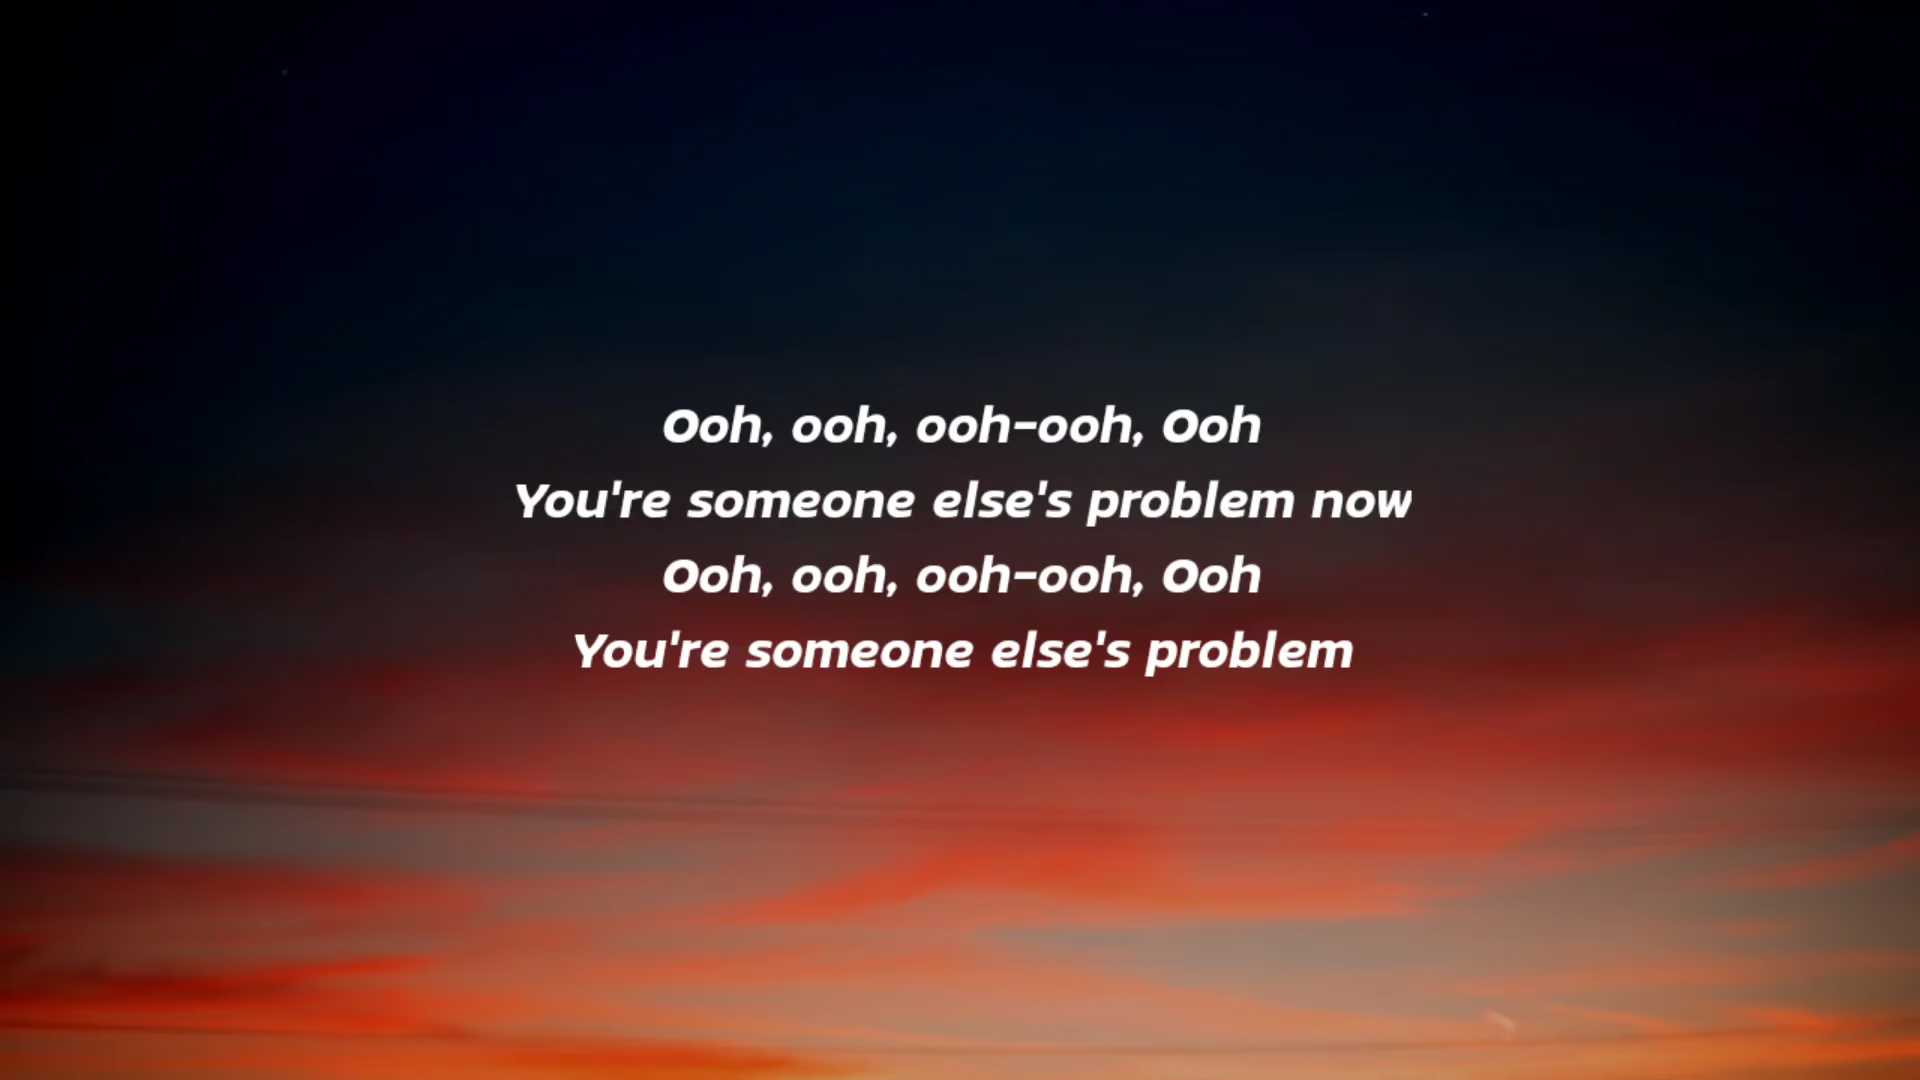 Ooh, ooh, ooh-ooh, Ooh
You're someone else's problem now
Ooh, ooh, ooh-ooh, Ooh
You're someone else's problem